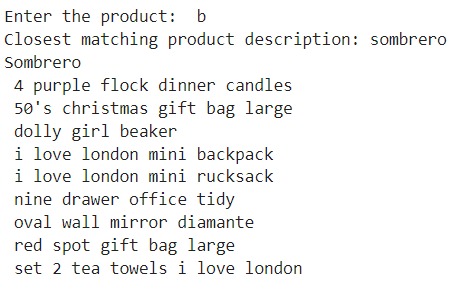 Enter the product: b
Closest matching product description: sombrero
Sombrero
4 purple flock dinner candles
50's christmas gift bag large
dolly girl beaker
i love london mini backpack
i love london mini rucksack
nine drawer office tidy
oval wall mirror diamante
red spot gift bag large
set 2 tea towels i love london